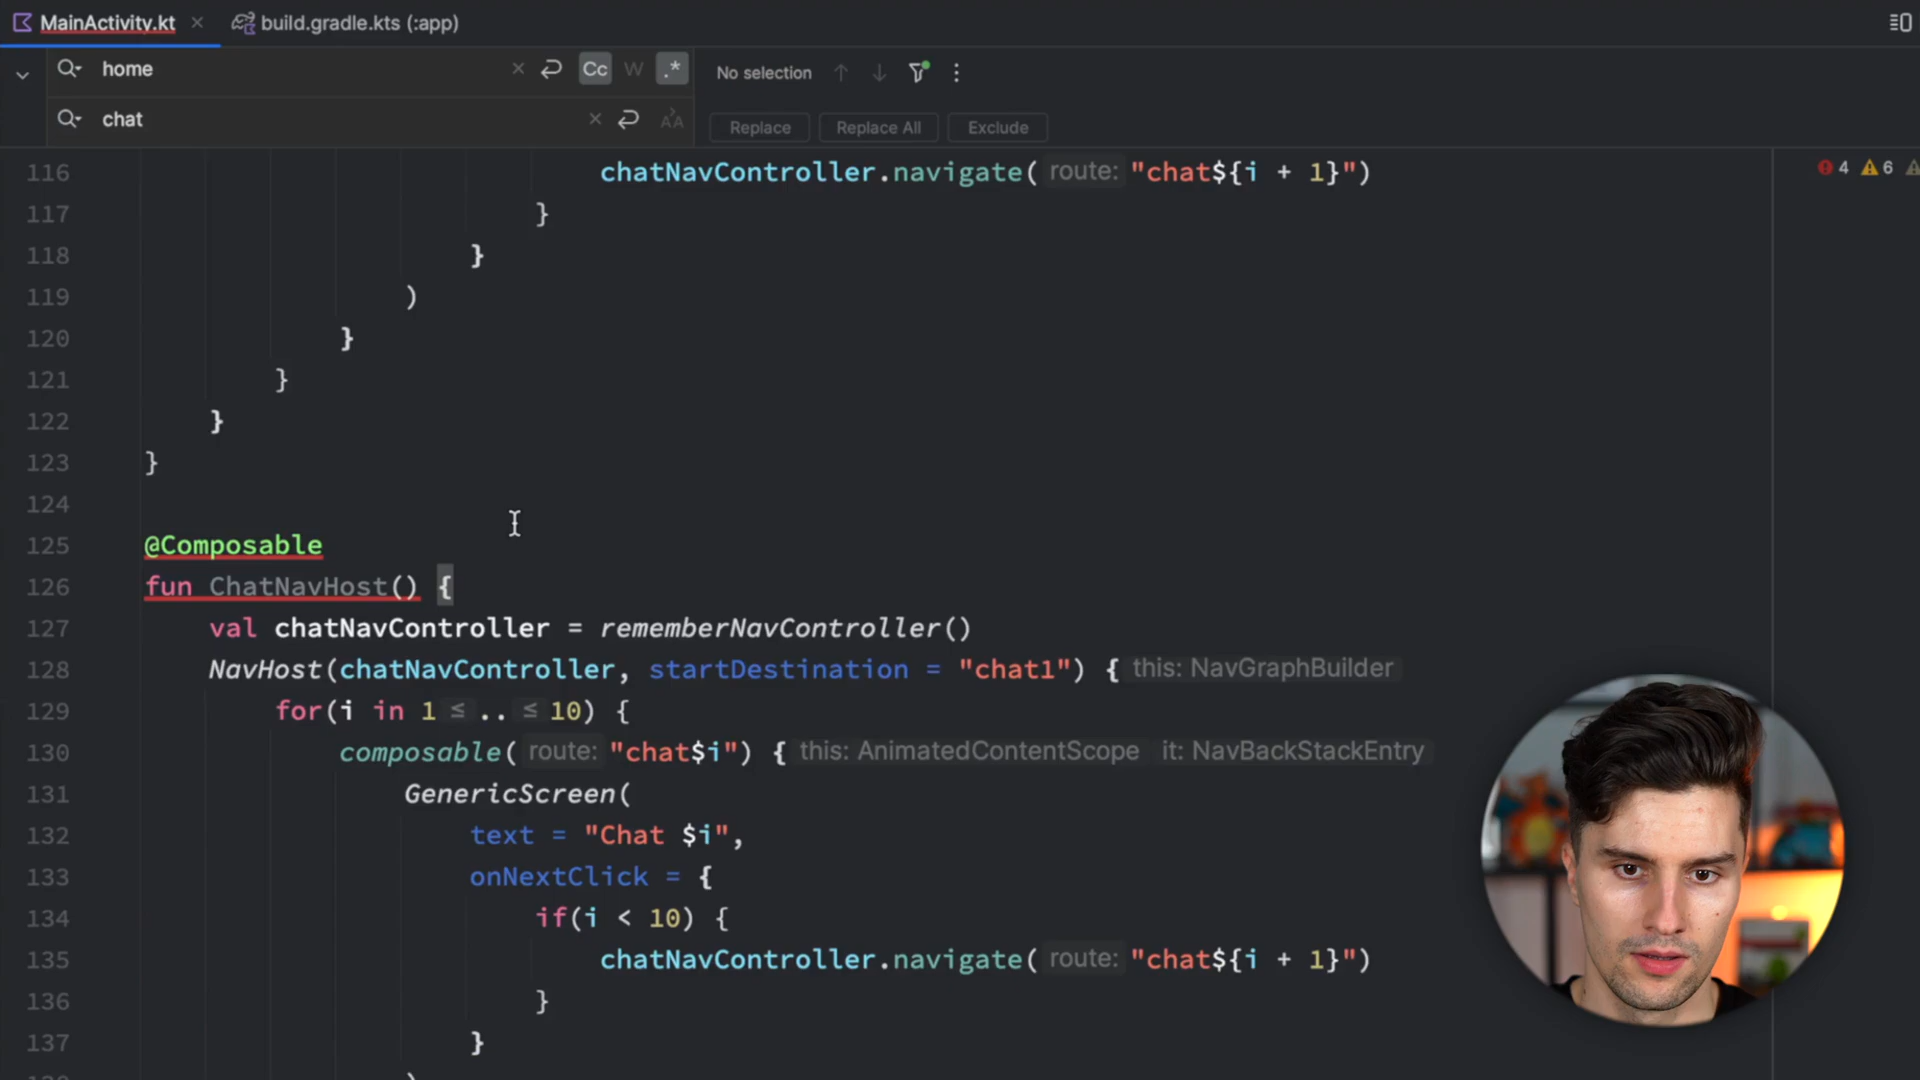 MainActivity.kt
build.gradle.kts (:app)
home
Cc W .*
No selection
chat
Replace
Replace All
Exclude
116 chatNavController.navigate( route: "chat${i + 1}")
4 6
117 }
118 }
119 )
120 }
121 }
122 }
123 }
124
125 @Composable
126 fun ChatNavHost() {
127 val chatNavController = rememberNavController()
128 NavHost(chatNavController, startDestination = "chat1") { this: NavGraphBuilder
129 for(i in 1 ≤ .. ≤ 10) {
130 composable( route: "chat$i") { this: AnimatedContentScope it: NavBackStackEntry
131 GenericScreen(
132 text = "Chat $i",
133 onNextClick = {
134 if(i < 10) {
135 chatNavController.navigate( route: "chat${i + 1}")
136 }
137 }